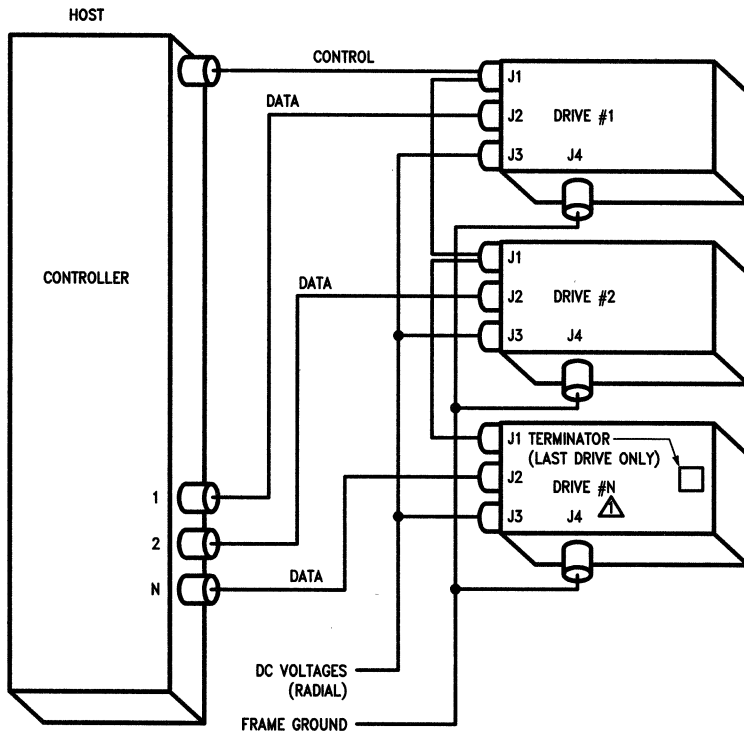 HOST
CONTROL
J1
DATA
J2 DRIVE #1
J3 J4
CONTROLLER
J1
DATA
J2 DRIVE #2
J3 J4
J1 TERMINATOR
(LAST DRIVE ONLY)
J2
DRIVE #N
J3 J4 1
1
2
N
DATA
DC VOLTAGES
(RADIAL)
FRAME GROUND